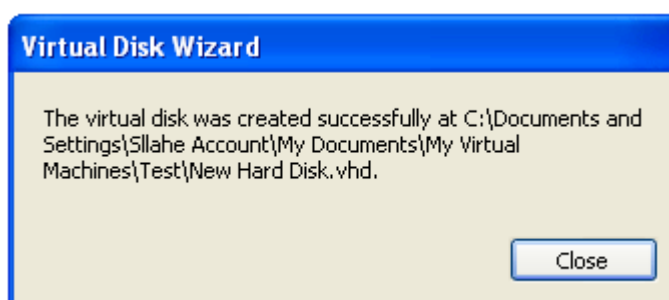 Virtual Disk Wizard
The virtual disk was created successfully at C:\Documents and
Settings\Sllahe Account\My Documents\My Virtual
Machines\Test\New Hard Disk.vhd.
Close